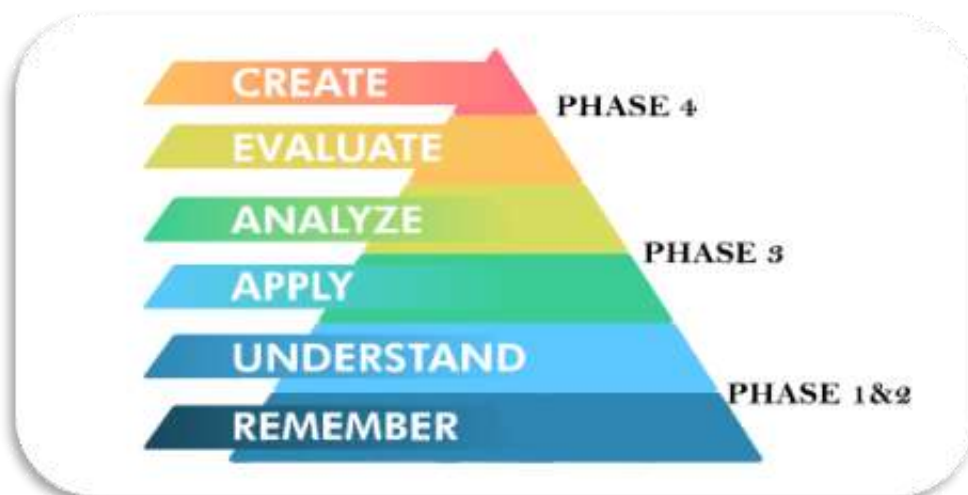 CREATE
PHASE 4
EVALUATE
ANALYZE
PHASE 3
APPLY
UNDERSTAND
PHASE 1&2
REMEMBER